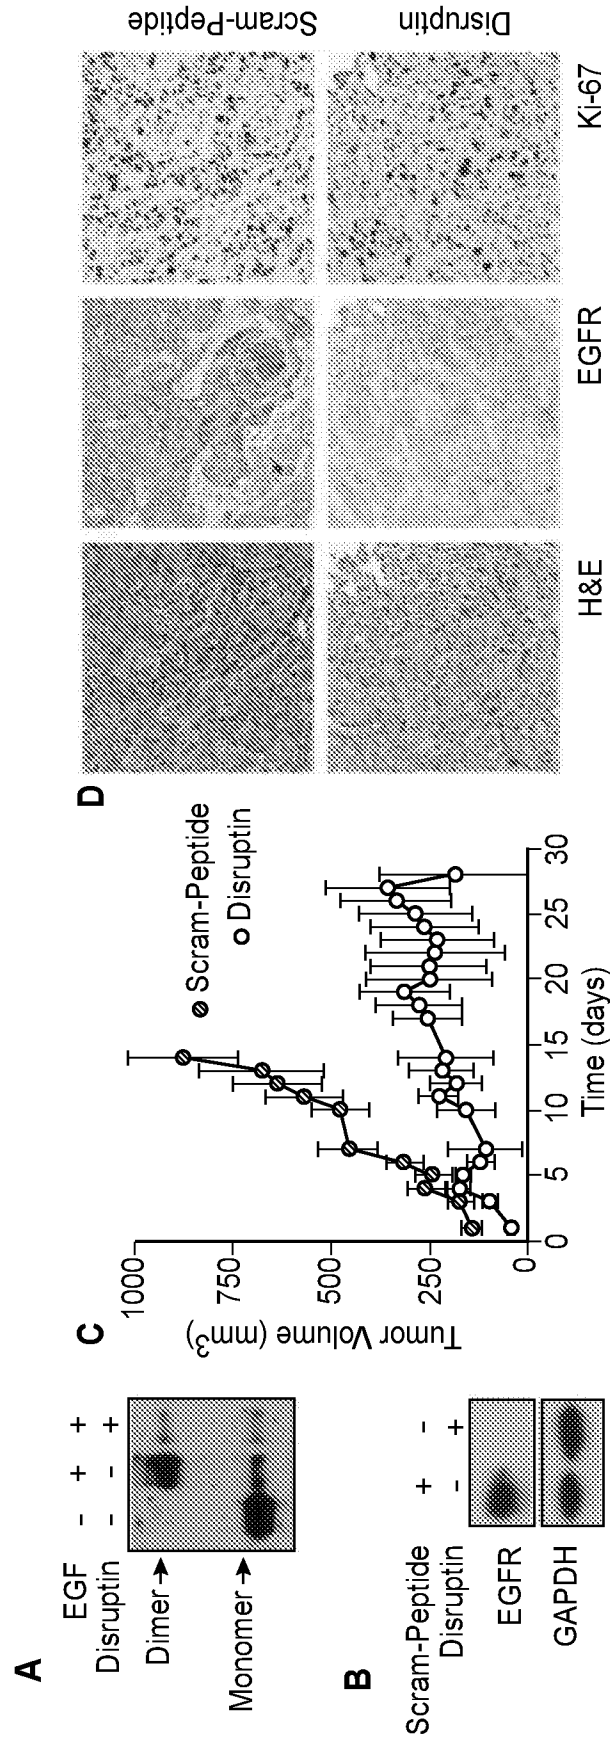 A
EGF - + +
Disruptin - - +
Dimer →
Monomer →
B
Scram-Peptide + -
Disruptin - +
EGFR
GAPDH
C
Tumor Volume (mm³)
1000
750
500
250
0
0 5 10 15 20 25 30
Time (days)
Scram-Peptide
Disruptin
D
Scram-Peptide
Disruptin
H&E EGFR Ki-67